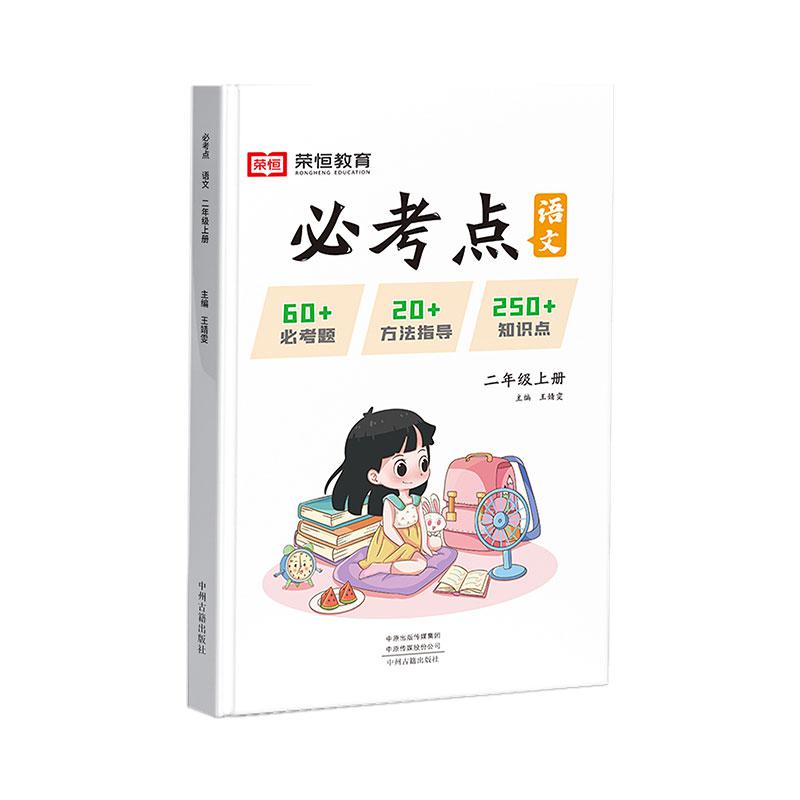 荣恒
荣恒教育
RONGHENG EDUCATION
必考点
语文
60+
必考题
20+
方法指导
250+
知识点
二年级上册
主编 王婧雯
中原出版传媒集团
中原传媒股份公司
中州古籍出版社
必考点 语文 二年级上册
主编 王婧雯
中州古籍出版社